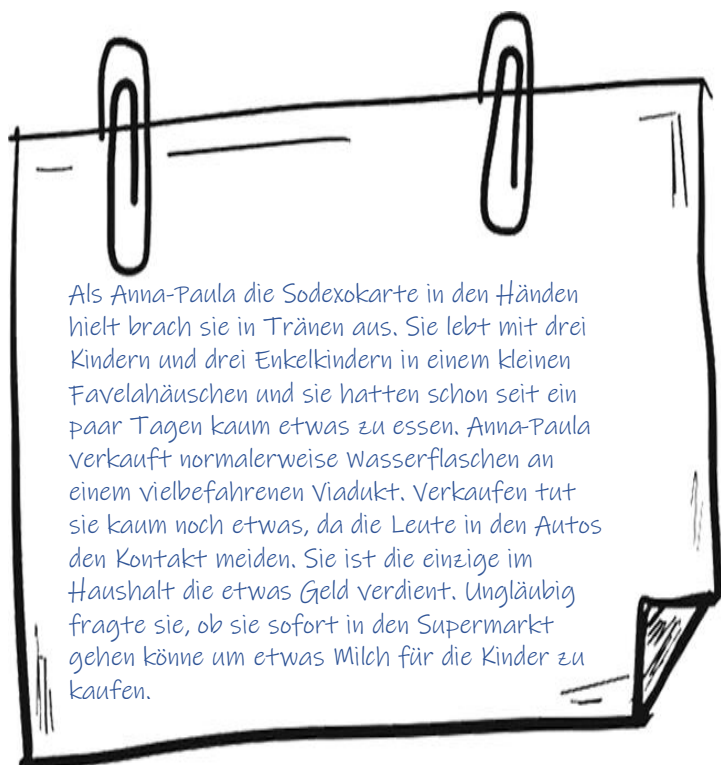 Als Anna-Paula die Sodexokarte in den Händen
hielt brach sie in Tränen aus. Sie lebt mit drei
Kindern und drei Enkelkindern in einem kleinen
Favelahäuschen und sie hatten schon seit ein
paar Tagen kaum etwas zu essen. Anna-Paula
verkauft normalerweise Wasserflaschen an
einem vielbefahrenen Viadukt. Verkaufen tut
sie kaum noch etwas, da die Leute in den Autos
den Kontakt meiden. Sie ist die einzige im
Haushalt die etwas Geld verdient. Ungläubig
fragte sie, ob sie sofort in den Supermarkt
gehen könne um etwas Milch für die Kinder zu
kaufen.